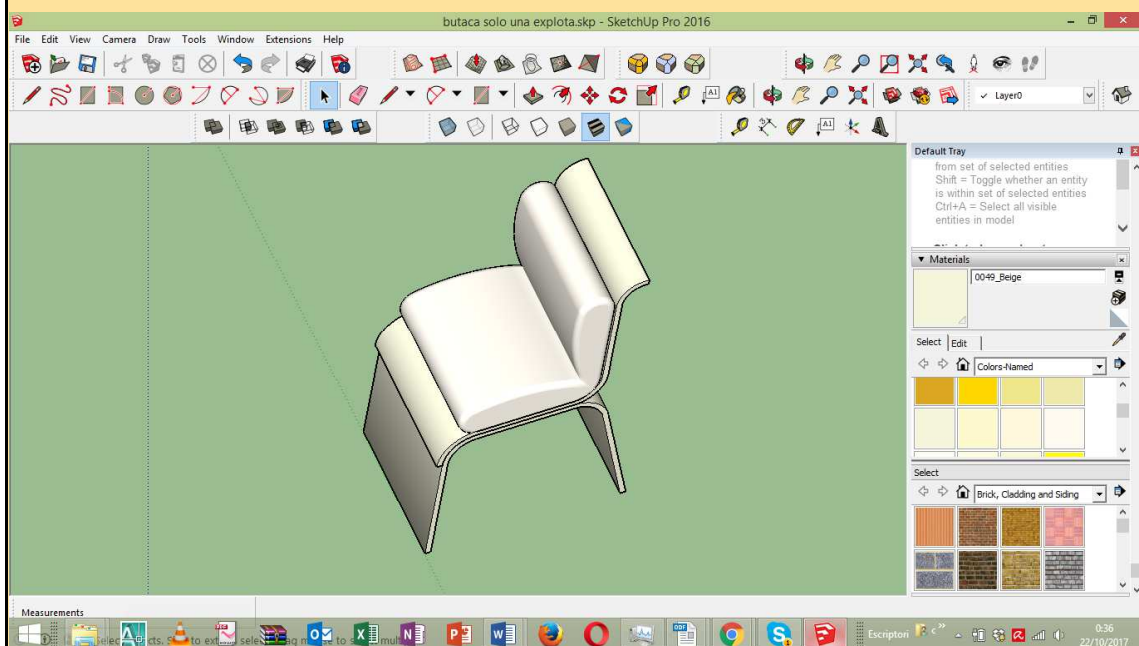 butaca solo una explota.skp - SketchUp Pro 2016
File Edit View Camera Draw Tools Window Extensions Help
A1
Layer0
A1
Default Tray
from set of selected entities
Shift = Toggle whether an entity
is within set of selected entities
Ctrl+A = Select all visible
entities in model
Materials
0049_Beige
Select Edit
Colors-Named
Select
Brick, Cladding and Siding
Measurements
Escriptori
0:36
22/10/2017